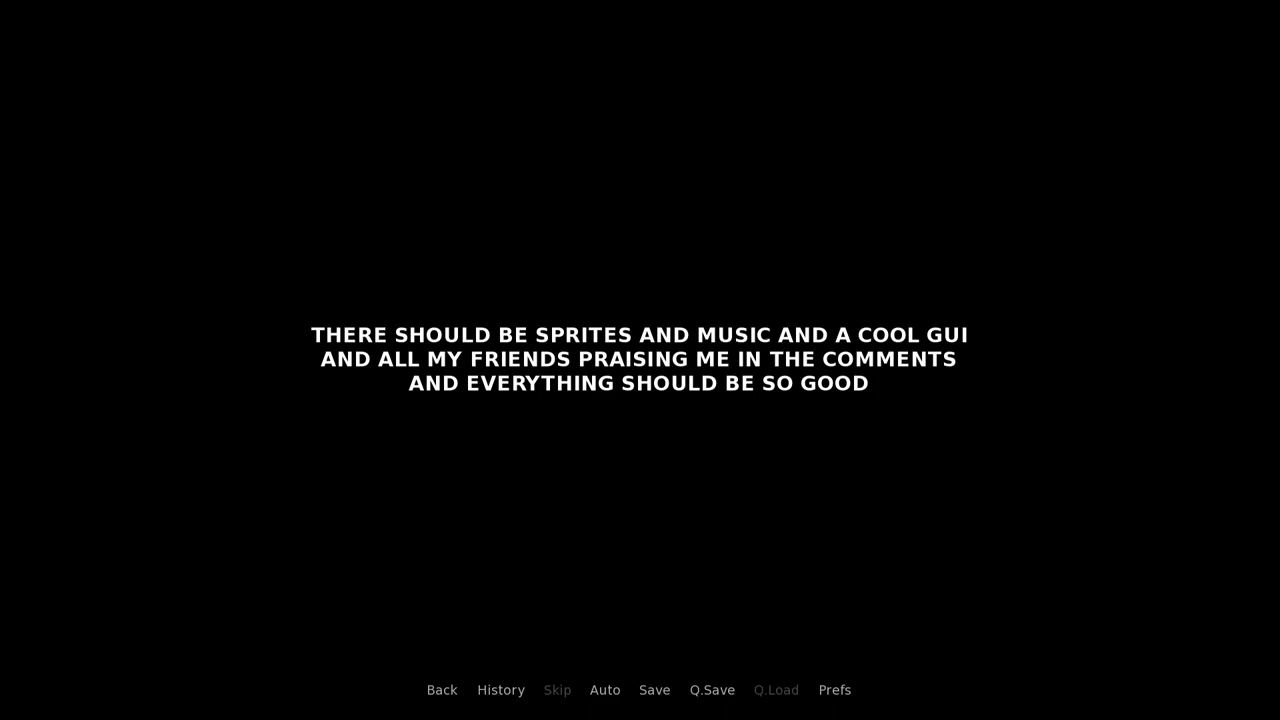 THERE SHOULD BE SPRITES AND MUSIC AND A COOL GUI
AND ALL MY FRIENDS PRAISING ME IN THE COMMENTS
AND EVERYTHING SHOULD BE SO GOOD
Back History Skip Auto Save Q.Save Q.Load Prefs